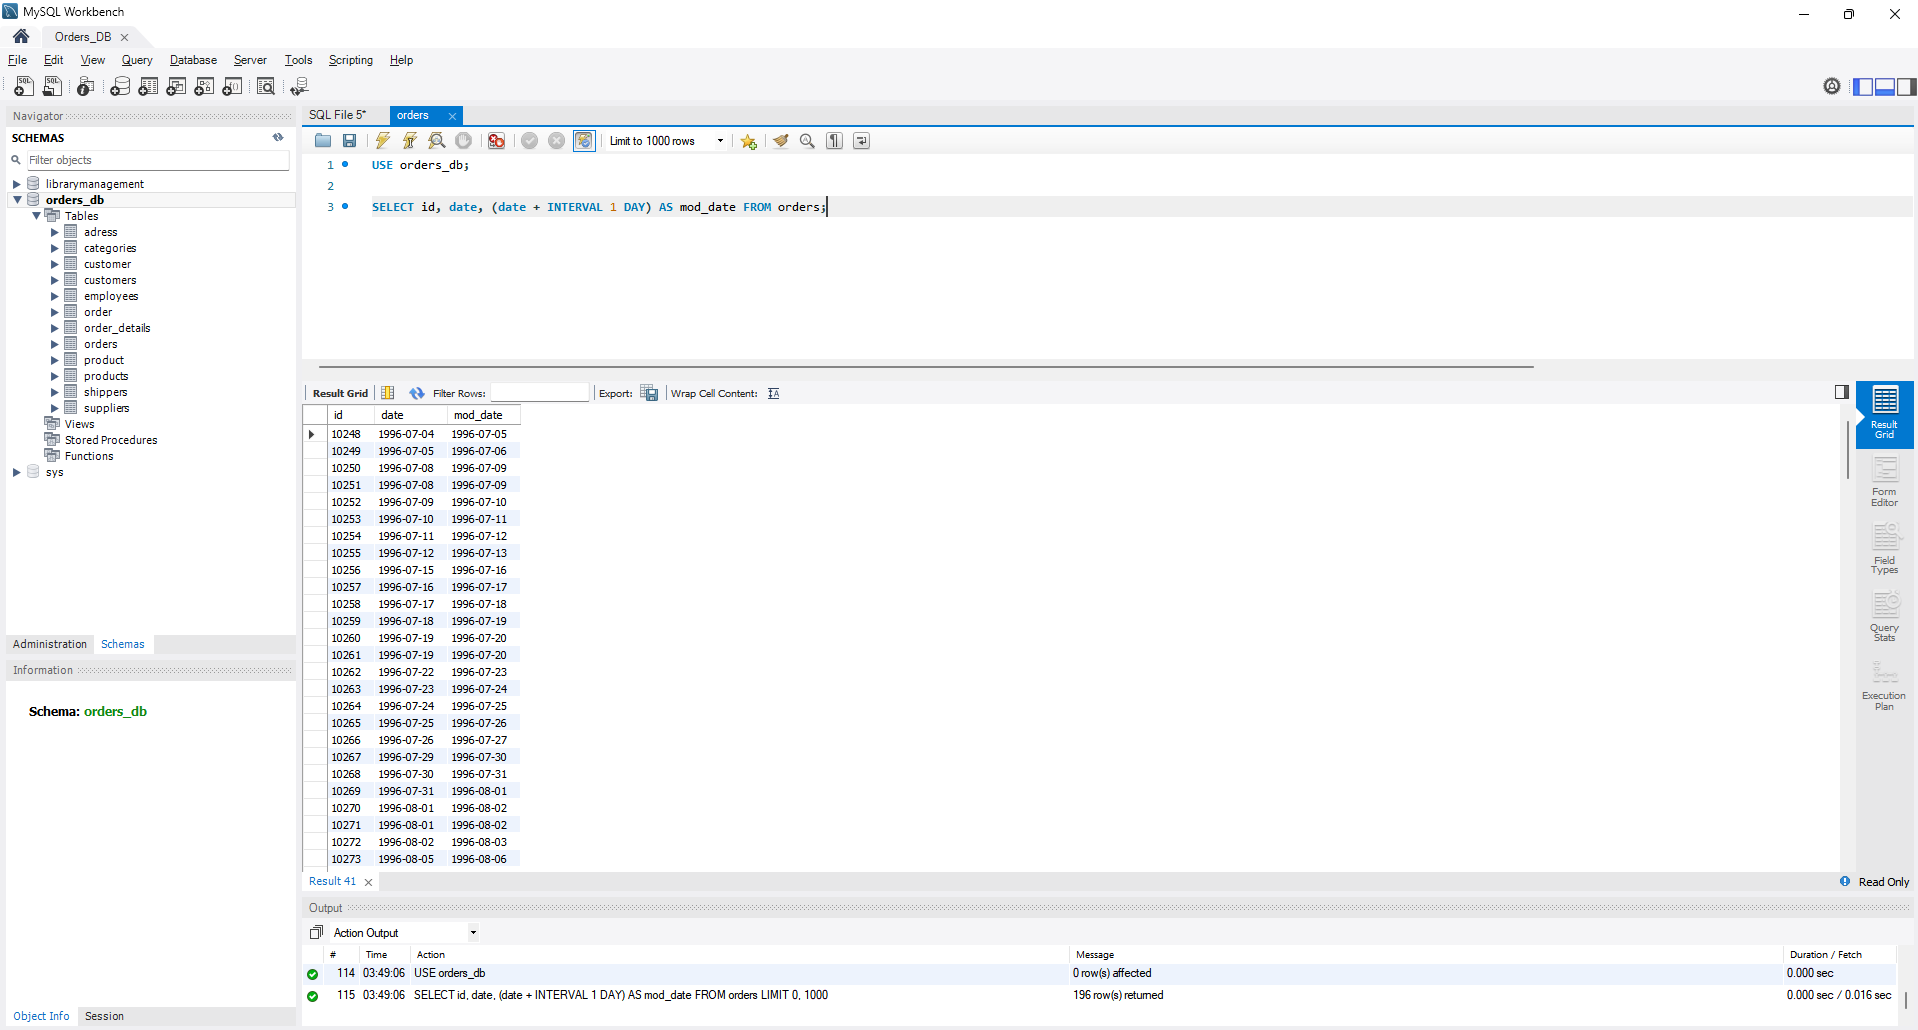 MySQL Workbench
Orders_DB
File Edit View Query Database Server Tools Scripting Help
Navigator
SCHEMAS
Filter objects
librarymanagement
orders_db
Tables
adress
categories
customer
customers
employees
order
order_details
orders
product
products
shippers
suppliers
Views
Stored Procedures
Functions
sys
Administration Schemas
Information
Schema: orders_db
Object Info Session
SQL File 5* orders
Limit to 1000 rows
1 USE orders_db;
2
3 SELECT id, date, (date + INTERVAL 1 DAY) AS mod_date FROM orders;
Result Grid Filter Rows: Export: Wrap Cell Content:
id date mod_date
10248 1996-07-04 1996-07-05
10249 1996-07-05 1996-07-06
10250 1996-07-08 1996-07-09
10251 1996-07-08 1996-07-09
10252 1996-07-09 1996-07-10
10253 1996-07-10 1996-07-11
10254 1996-07-11 1996-07-12
10255 1996-07-12 1996-07-13
10256 1996-07-15 1996-07-16
10257 1996-07-16 1996-07-17
10258 1996-07-17 1996-07-18
10259 1996-07-18 1996-07-19
10260 1996-07-19 1996-07-20
10261 1996-07-19 1996-07-20
10262 1996-07-22 1996-07-23
10263 1996-07-23 1996-07-24
10264 1996-07-24 1996-07-25
10265 1996-07-25 1996-07-26
10266 1996-07-26 1996-07-27
10267 1996-07-29 1996-07-30
10268 1996-07-30 1996-07-31
10269 1996-07-31 1996-08-01
10270 1996-08-01 1996-08-02
10271 1996-08-01 1996-08-02
10272 1996-08-02 1996-08-03
10273 1996-08-05 1996-08-06
Result
Grid
Form
Editor
Field
Types
Query
Stats
Execution
Plan
Result 41
Read Only
Output
Action Output
# Time Action Message Duration / Fetch
114 03:49:06 USE orders_db 0 row(s) affected 0.000 sec
115 03:49:06 SELECT id, date, (date + INTERVAL 1 DAY) AS mod_date FROM orders LIMIT 0, 1000 196 row(s) returned 0.000 sec / 0.016 sec